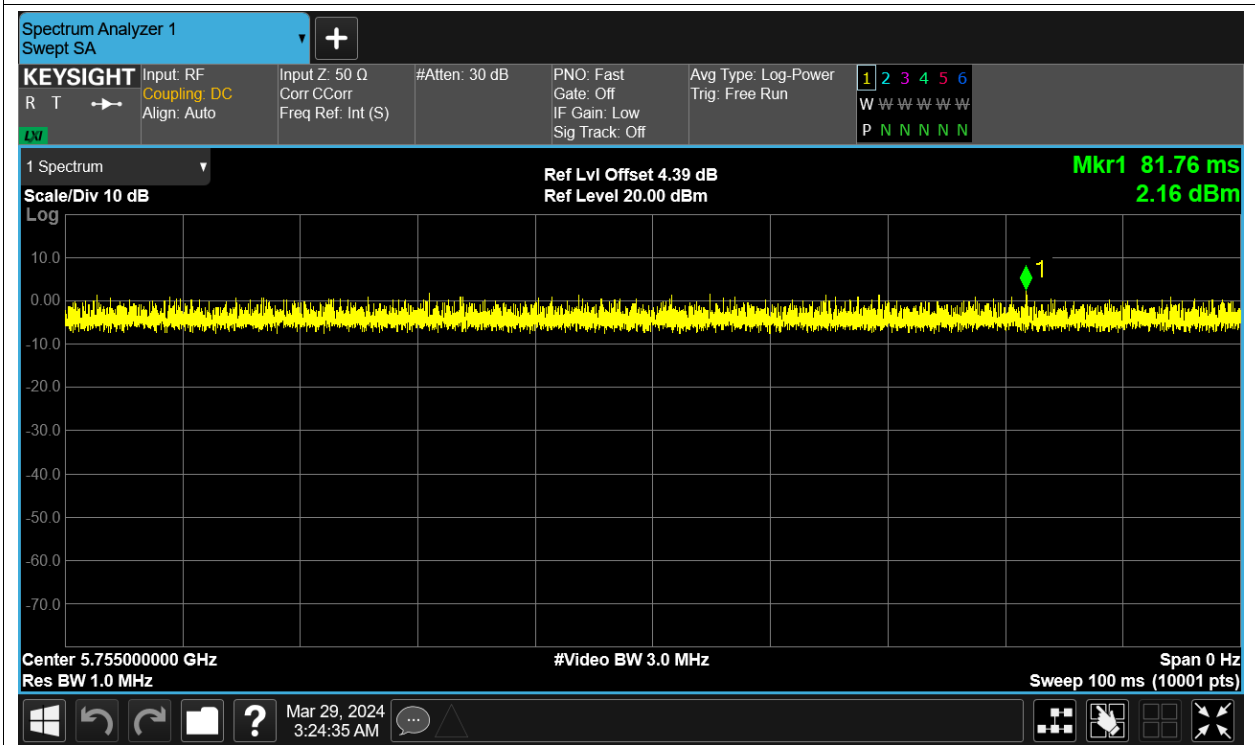 Spectrum Analyzer 1
Swept SA
KEYSIGHT
R T
LXI
Input: RF
Coupling: DC
Align: Auto
Input Z: 50 Ω
Corr CCorr
Freq Ref: Int (S)
#Atten: 30 dB
PNO: Fast
Gate: Off
IF Gain: Low
Sig Track: Off
Avg Type: Log-Power
Trig: Free Run
1 2 3 4 5 6
W W W W W W
P N N N N N
1 Spectrum
Scale/Div 10 dB
Ref Lvl Offset 4.39 dB
Ref Level 20.00 dBm
Mkr1 81.76 ms
2.16 dBm
Log
10.0
0.00
-10.0
-20.0
-30.0
-40.0
-50.0
-60.0
-70.0
1
Center 5.755000000 GHz
Res BW 1.0 MHz
#Video BW 3.0 MHz
Span 0 Hz
Sweep 100 ms (10001 pts)
?
Mar 29, 2024
3:24:35 AM